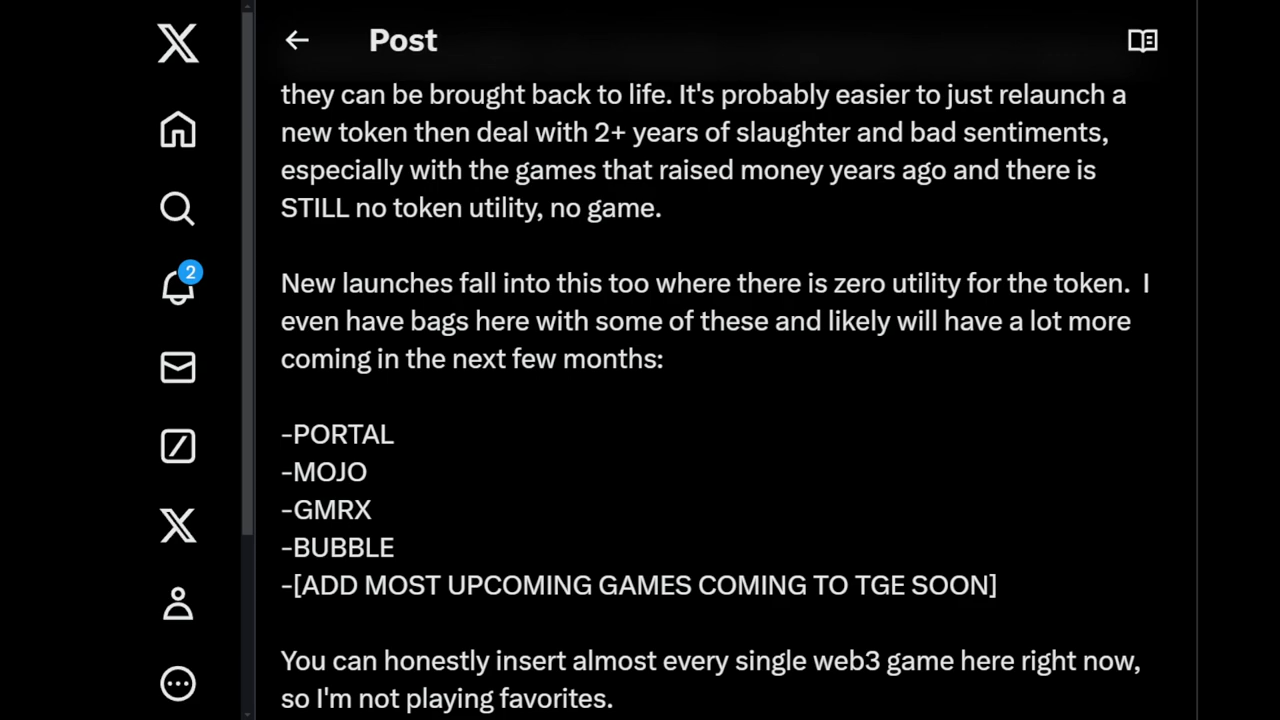 Post
they can be brought back to life. It's probably easier to just relaunch a
new token then deal with 2+ years of slaughter and bad sentiments,
especially with the games that raised money years ago and there is
STILL no token utility, no game.
2
New launches fall into this too where there is zero utility for the token.  I
even have bags here with some of these and likely will have a lot more
coming in the next few months:
-PORTAL
-MOJO
-GMRX
-BUBBLE
-[ADD MOST UPCOMING GAMES COMING TO TGE SOON]
You can honestly insert almost every single web3 game here right now,
so I'm not playing favorites.